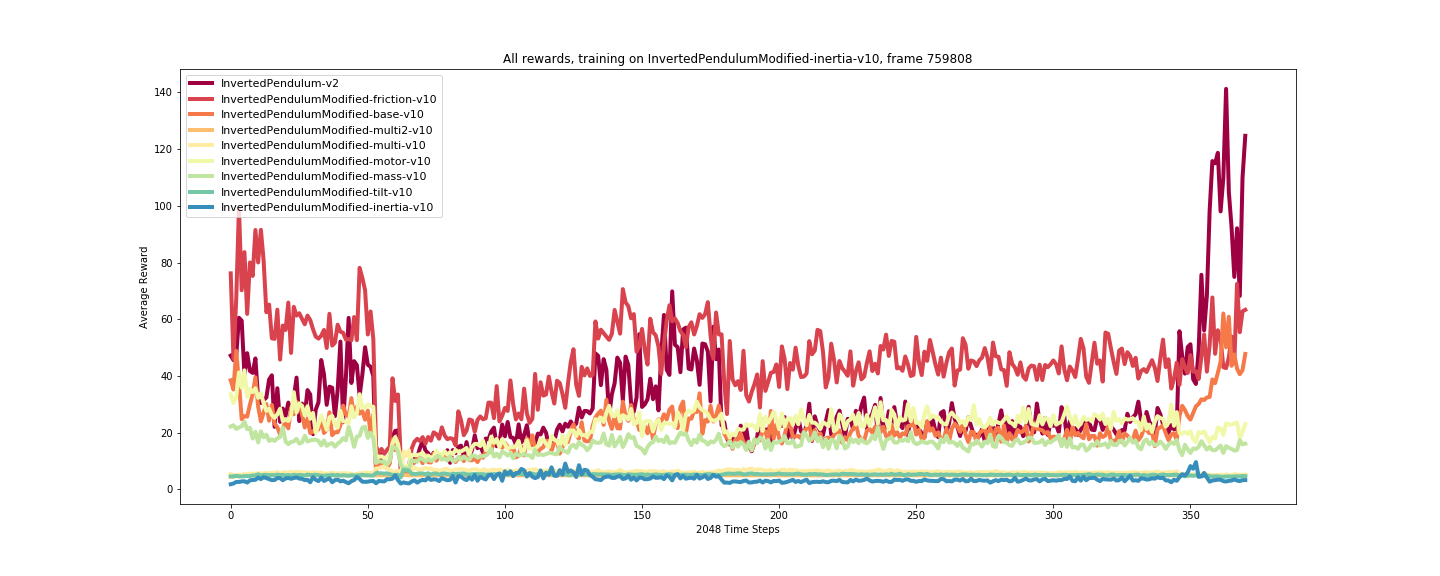 All rewards, training on InvertedPendulumModified-inertia-v10, frame 759808
InvertedPendulum-v2
InvertedPendulumModified-friction-v10
InvertedPendulumModified-base-v10
InvertedPendulumModified-multi2-v10
InvertedPendulumModified-multi-v10
InvertedPendulumModified-motor-v10
InvertedPendulumModified-mass-v10
InvertedPendulumModified-tilt-v10
InvertedPendulumModified-inertia-v10
Average Reward
140
120
100
80
60
40
20
0
0 50 100 150 200 250 300 350
2048 Time Steps